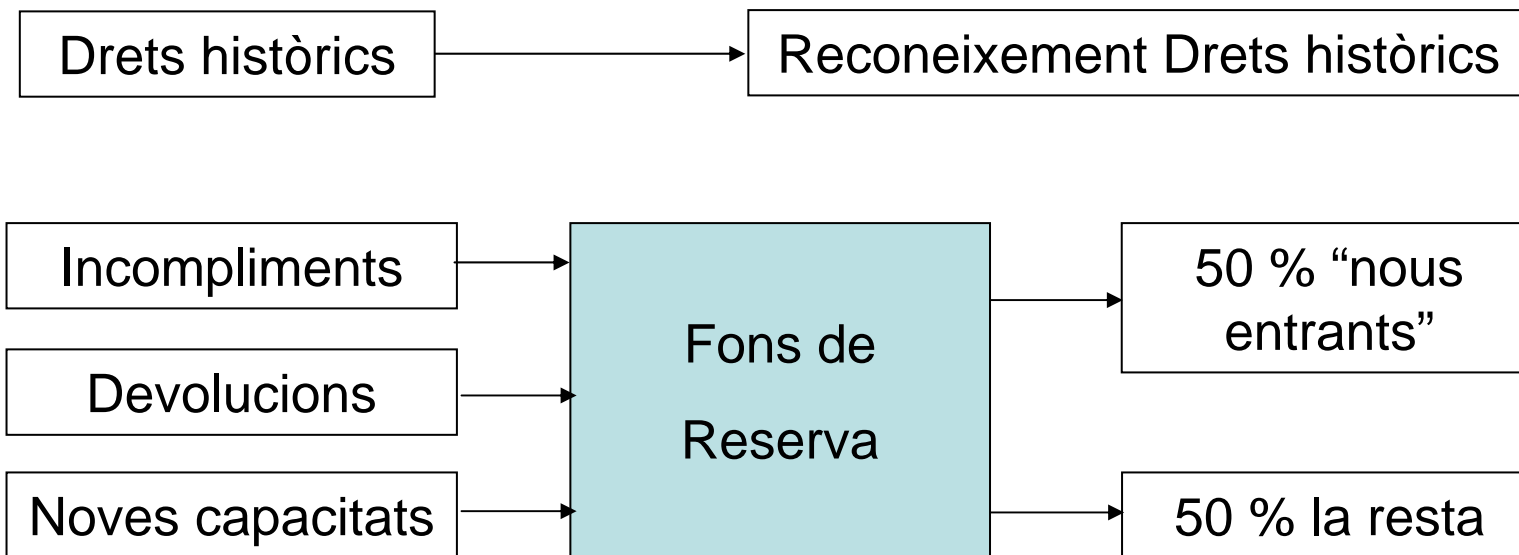 Drets històrics
Reconeixement Drets històrics
Incompliments
Devolucions
Noves capacitats
Fons de
Reserva
50 % “nous
entrants”
50 % la resta